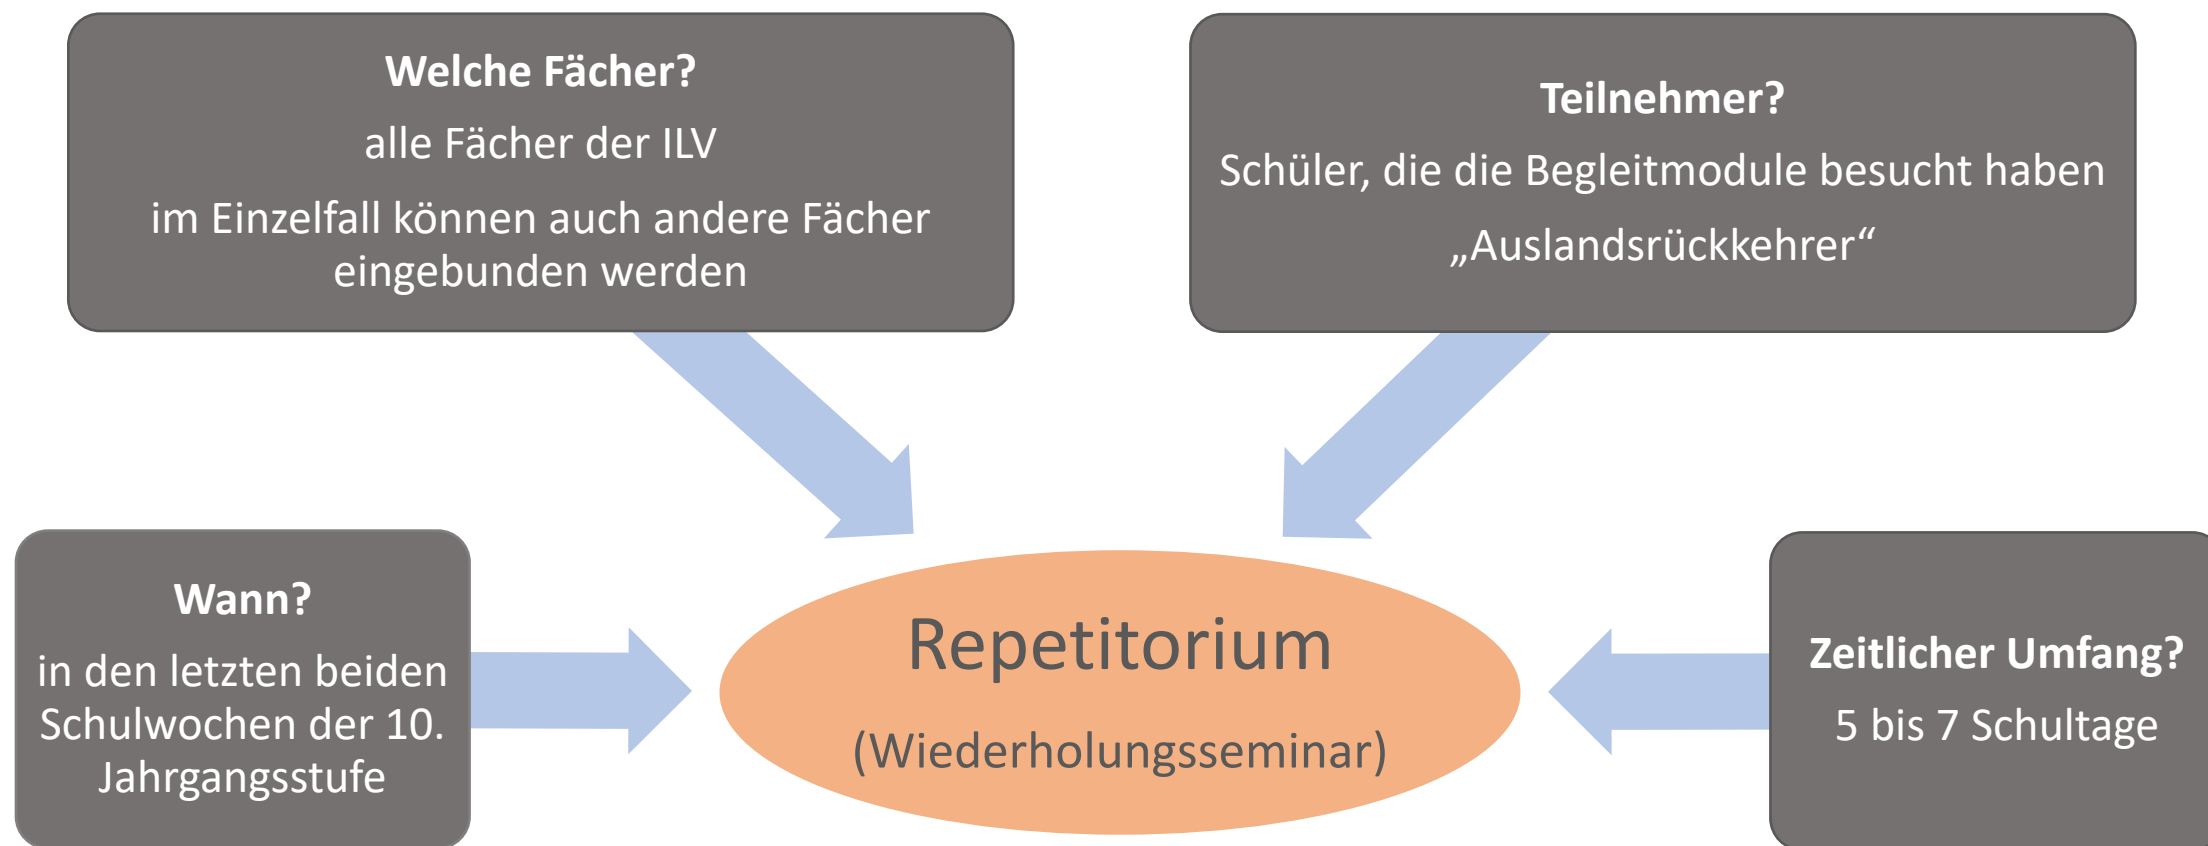 Welche Fächer?
alle Fächer der ILV
im Einzelfall können auch andere Fächer
eingebunden werden
Teilnehmer?
Schüler, die die Begleitmodule besucht haben
„Auslandsrückkehrer“
Wann?
in den letzten beiden
Schulwochen der 10.
Jahrgangsstufe
Repetitorium
(Wiederholungsseminar)
Zeitlicher Umfang?
5 bis 7 Schultage